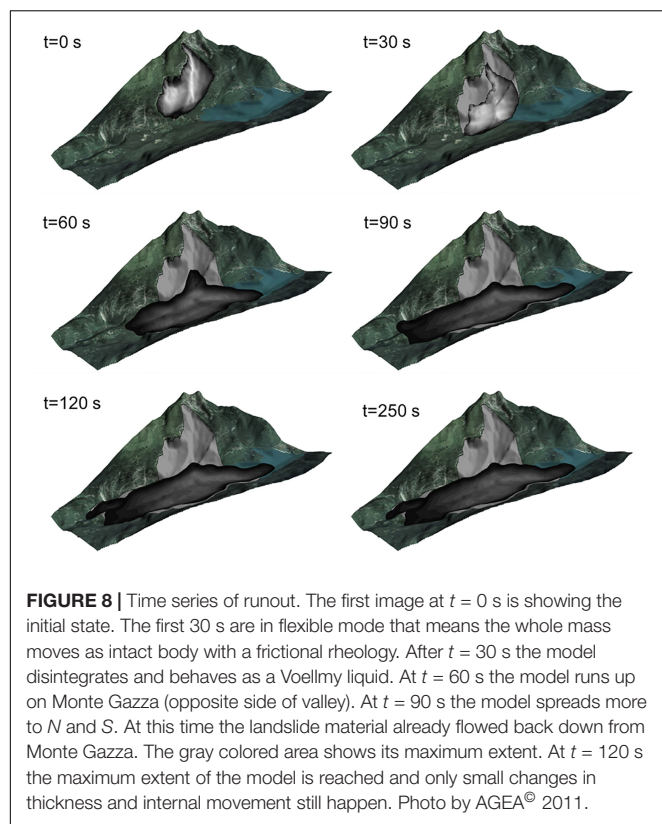 t=0 s
t=30 s
t=60 s
t=90 s
t=120 s
t=250 s
FIGURE 8 | Time series of runout. The first image at t = 0 s is showing the
initial state. The first 30 s are in flexible mode that means the whole mass
moves as intact body with a frictional rheology. After t = 30 s the model
disintegrates and behaves as a Voellmy liquid. At t = 60 s the model runs up
on Monte Gazza (opposite side of valley). At t = 90 s the model spreads more
to N and S. At this time the landslide material already flowed back down from
Monte Gazza. The gray colored area shows its maximum extent. At t = 120 s
the maximum extent of the model is reached and only small changes in
thickness and internal movement still happen. Photo by AGEA© 2011.